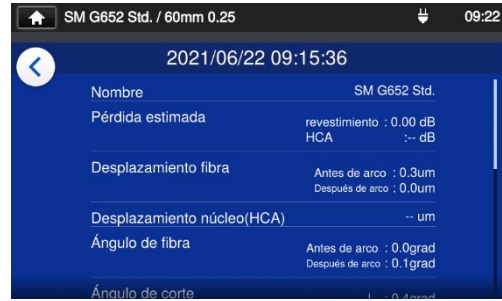 SM G652 Std. / 60mm 0.25 09:22
2021/06/22 09:15:36
Nombre SM G652 Std.
Pérdida estimada revestimiento : 0.00 dB
HCA :-- dB
Desplazamiento fibra Antes de arco : 0.3um
Después de arco : 0.0um
Desplazamiento núcleo(HCA) -- um
Ángulo de fibra Antes de arco : 0.0grad
Después de arco : 0.1grad
Ángulo de corte L : 0.4grad